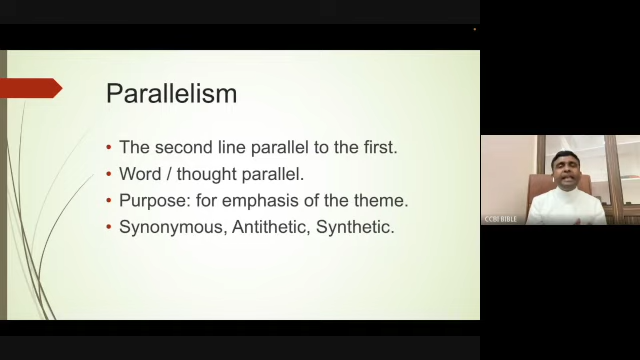 Parallelism
• The second line parallel to the first.
• Word / thought parallel.
• Purpose: for emphasis of the theme.
• Synonymous, Antithetic, Synthetic.
CCBI BIBLE